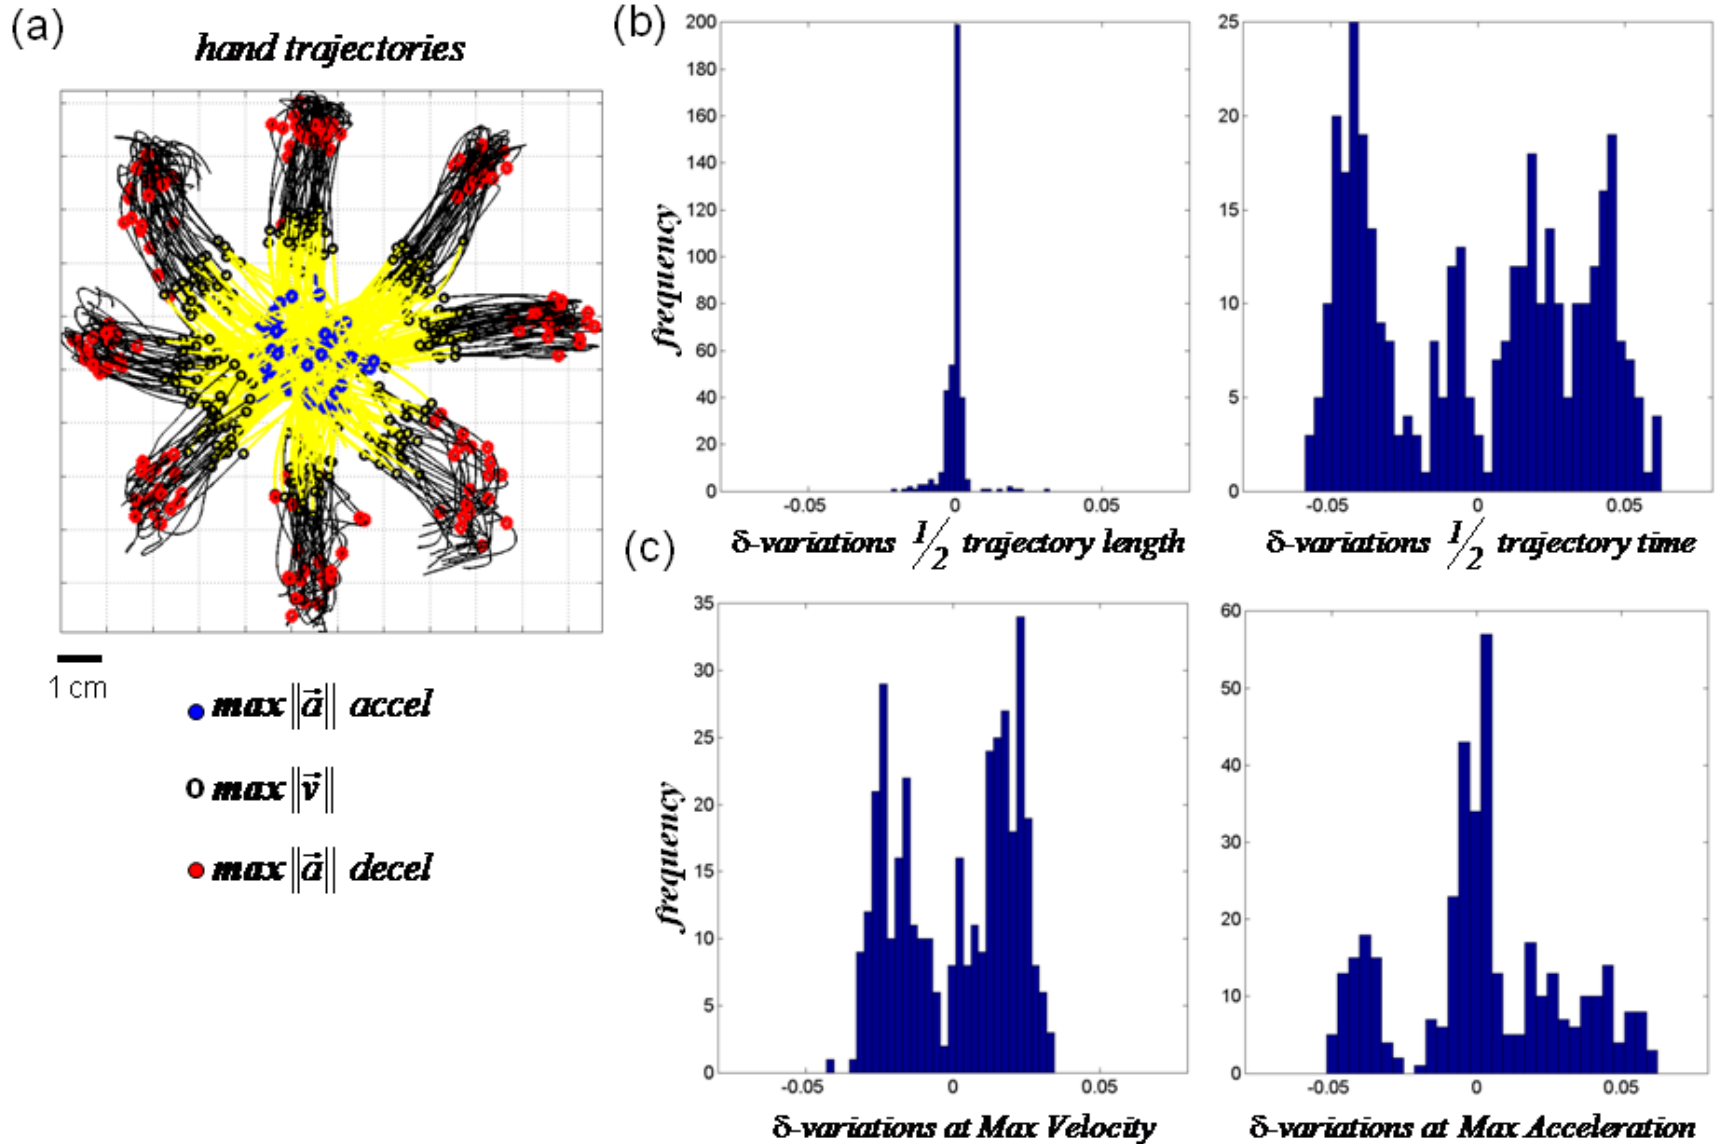 (a)
hand trajectories
1 cm
max ||a⃗|| accel
max ||v⃗||
max ||a⃗|| decel
(b)
200
180
160
140
120
100
80
60
40
20
0
frequency
-0.05 0 0.05
δ-variations 1/2 trajectory length
25
20
15
10
5
0
-0.05 0 0.05
δ-variations 1/2 trajectory time
(c)
35
30
25
20
15
10
5
0
frequency
-0.05 0 0.05
δ-variations at Max Velocity
60
50
40
30
20
10
0
-0.05 0 0.05
δ-variations at Max Acceleration